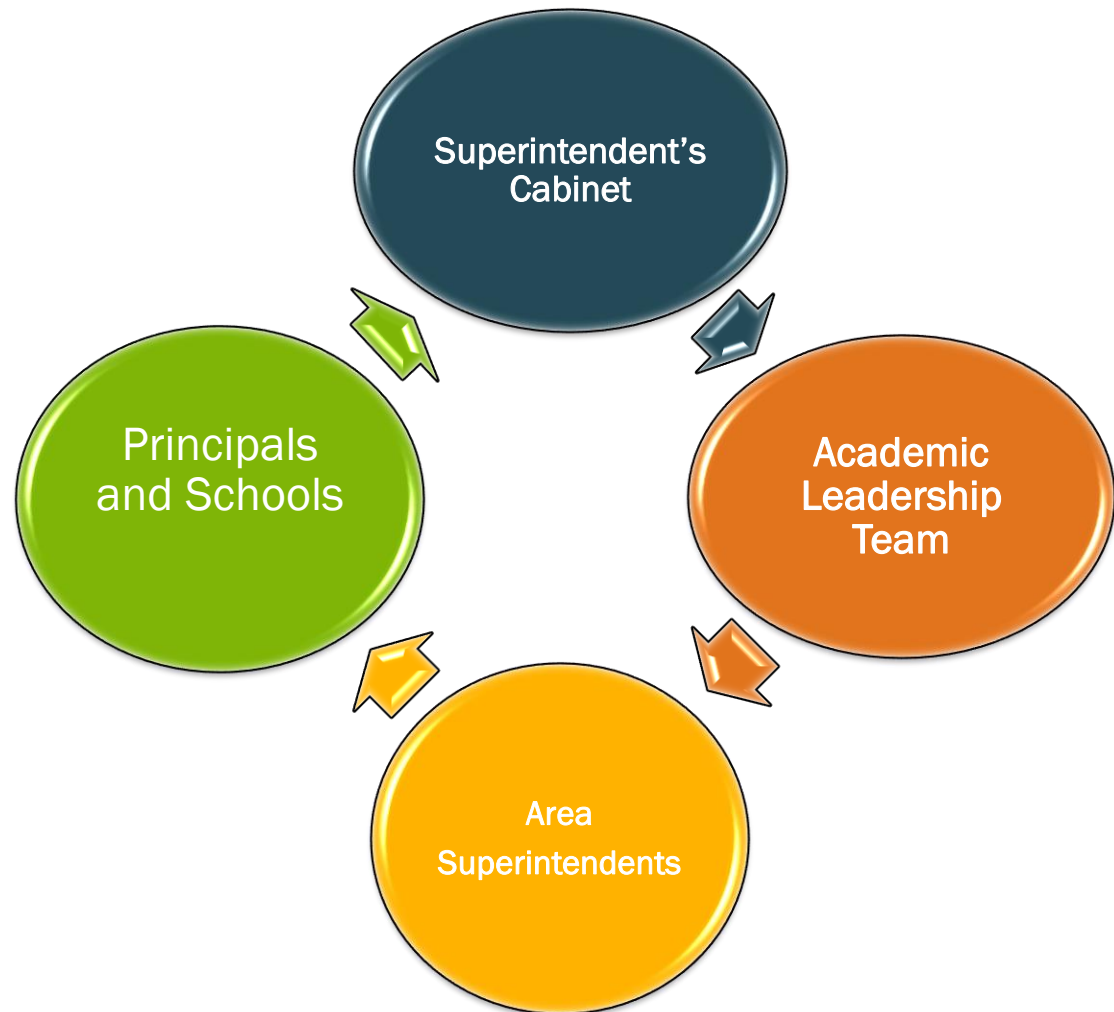 Superintendent’s
Cabinet
Academic
Leadership
Team
Area
Superintendents
Principals
and Schools